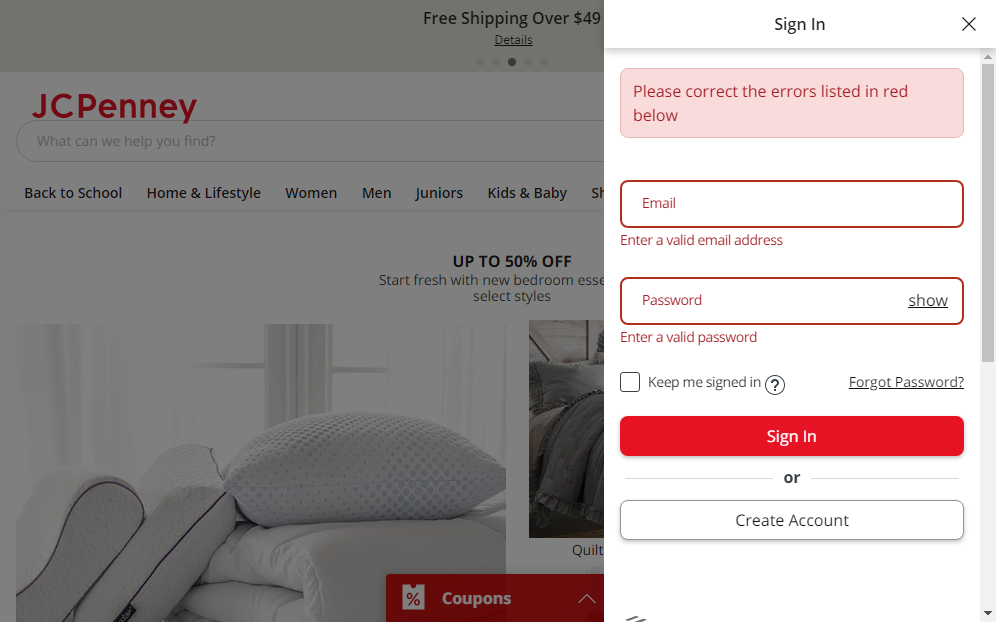 Free Shipping Over $49
Details
JCPenney
What can we help you find?
Back to School Home & Lifestyle Women Men Juniors Kids & Baby
UP TO 50% OFF
Start fresh with new bedroom
select styles
Quilt
% Coupons
Sign In
Please correct the errors listed in red
below
Email
Enter a valid email address
Password show
Enter a valid password
Keep me signed in ? Forgot Password?
Sign In
or
Create Account